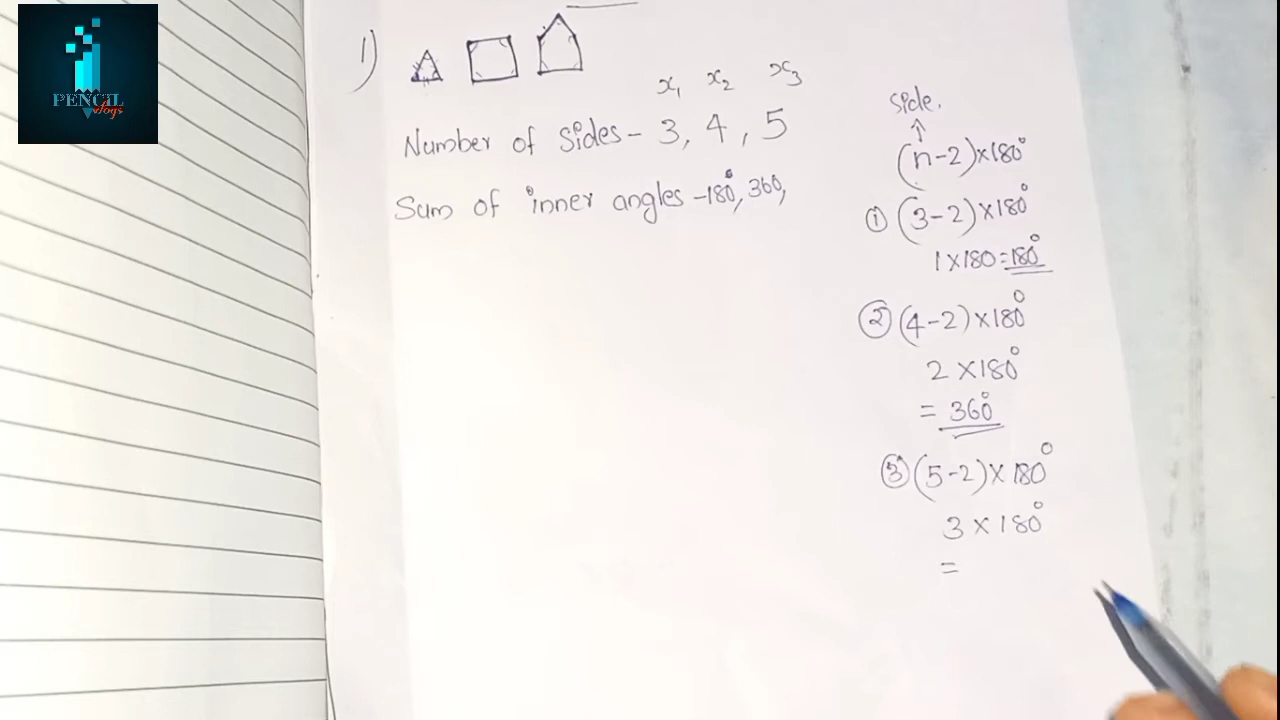 PENCIL
Joys
1)
x₁ x₂ x₃
Number of sides - 3, 4, 5
Sum of inner angles - 180°, 360,
side.
↑
(n-2)×180°
① (3-2)×180°
1×180=180°
② (4-2)×180°
2×180°
= 360°
③ (5-2)×180°
3×180°
=